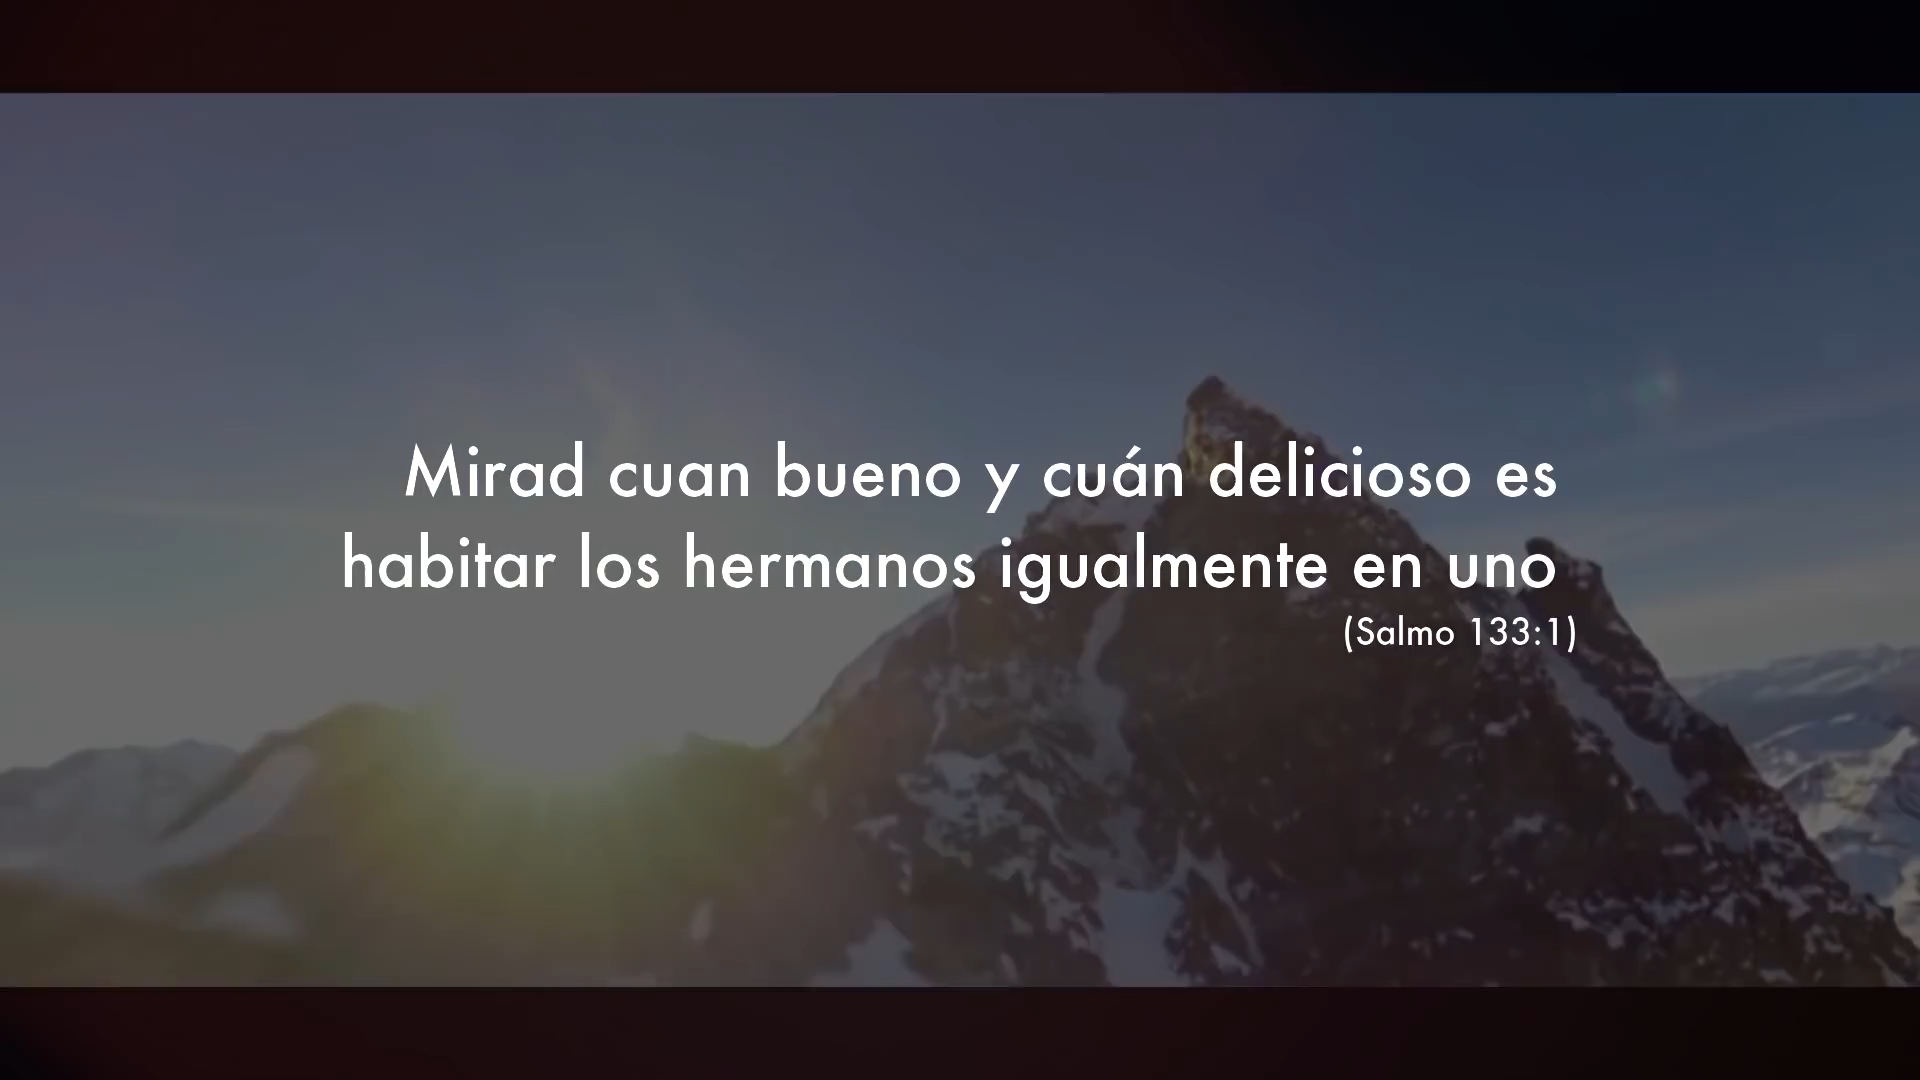 Mirad cuan bueno y cuán delicioso es
habitar los hermanos igualmente en uno
(Salmo 133:1)